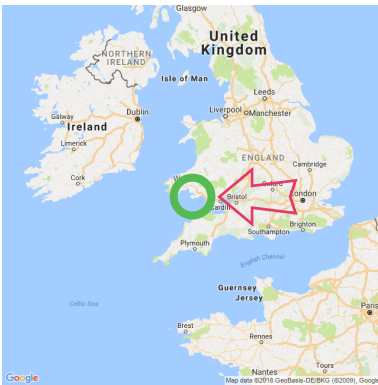 Glasgow
United
Kingdom
NORTHERN
IRELAND
Isle of Man
Leeds
Liverpool
Manchester
Dublin
Galway
Ireland
Limerick
ENGLAND
Cambridge
Cork
Oxford
London
Bristol
Cardiff
Brighton
Southampton
Plymouth
English Channel
Guernsey
Jersey
Celtic Sea
Paris
Brest
Rennes
Tours
Nantes
Google
Map data ©2018 GeoBasis-DE/BKG (©2009), Google